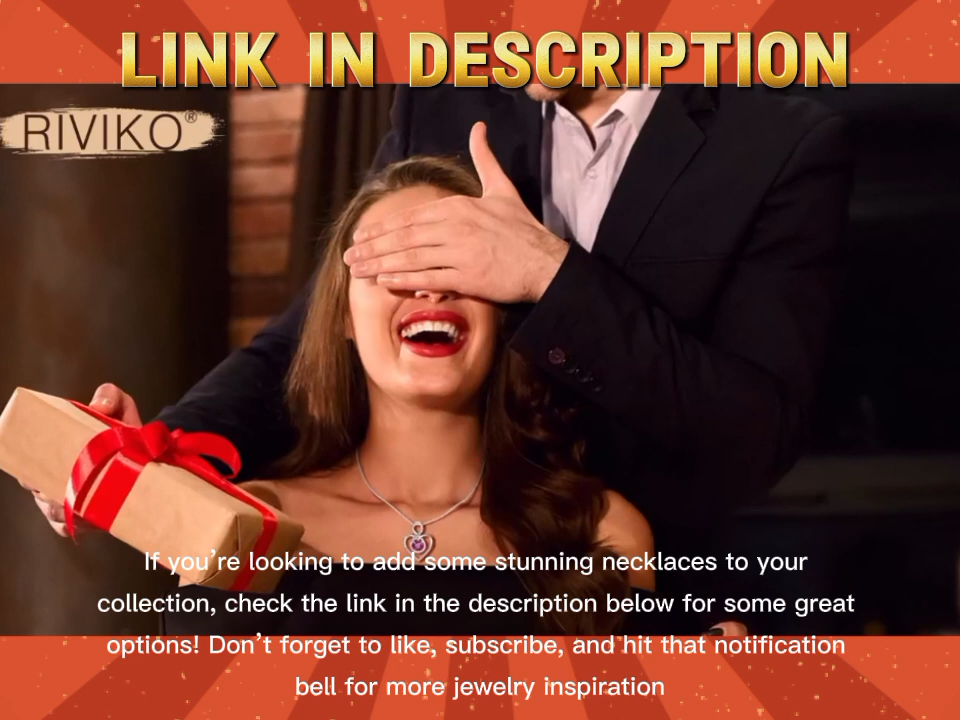 LINK IN DESCRIPTION
RIVIKO®
If you’re looking to add some stunning necklaces to your
collection, check the link in the description below for some great
options! Don’t forget to like, subscribe, and hit that notification
bell for more jewelry inspiration